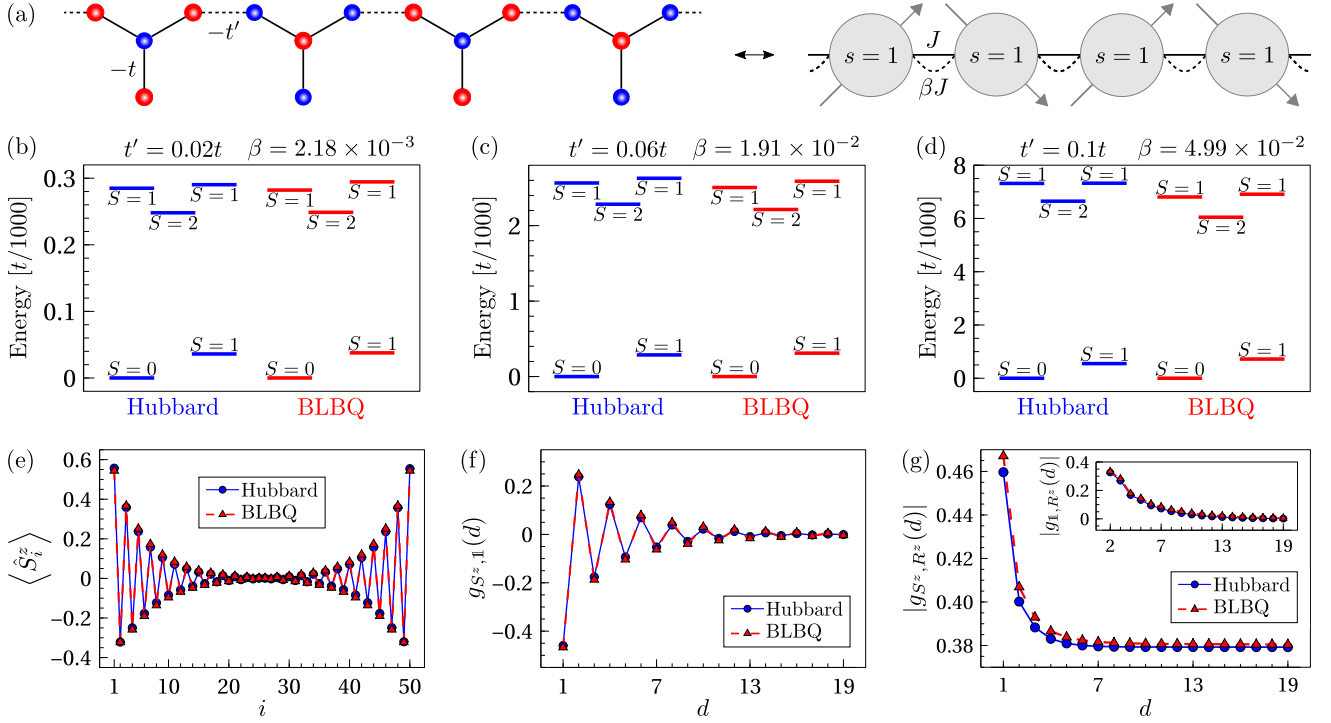 (a)
−t′
−t
J
βJ
s = 1 s = 1 s = 1 s = 1
(b) t′ = 0.02t β = 2.18 × 10⁻³
Energy [t/1000]
0.3
0.2
0.1
0
S = 1 S = 1
S = 2
S = 1 S = 1
S = 2
S = 0 S = 1
S = 0 S = 1
Hubbard BLBQ
(c) t′ = 0.06t β = 1.91 × 10⁻²
Energy [t/1000]
2
1
0
S = 1 S = 1
S = 2
S = 1 S = 1
S = 2
S = 0 S = 1
S = 0 S = 1
Hubbard BLBQ
(d) t′ = 0.1t β = 4.99 × 10⁻²
Energy [t/1000]
8
6
4
2
0
S = 1 S = 1
S = 2
S = 1 S = 1
S = 2
S = 0 S = 1
S = 0 S = 1
Hubbard BLBQ
(e)
⟨Ŝᶻᵢ⟩
0.6
0.4
0.2
0
−0.2
−0.4
Hubbard
BLBQ
1 10 20 30 40 50
i
(f)
g_{Sᶻ,𝟙}(d)
0.2
0
−0.2
−0.4
Hubbard
BLBQ
1 7 13 19
d
(g)
|g_{Sᶻ,Rᶻ}(d)|
0.46
0.44
0.42
0.40
0.38
|g_{𝟙,Rᶻ}(d)|
0.4
0.2
0
2 7 13 19
Hubbard
BLBQ
1 7 13 19
d